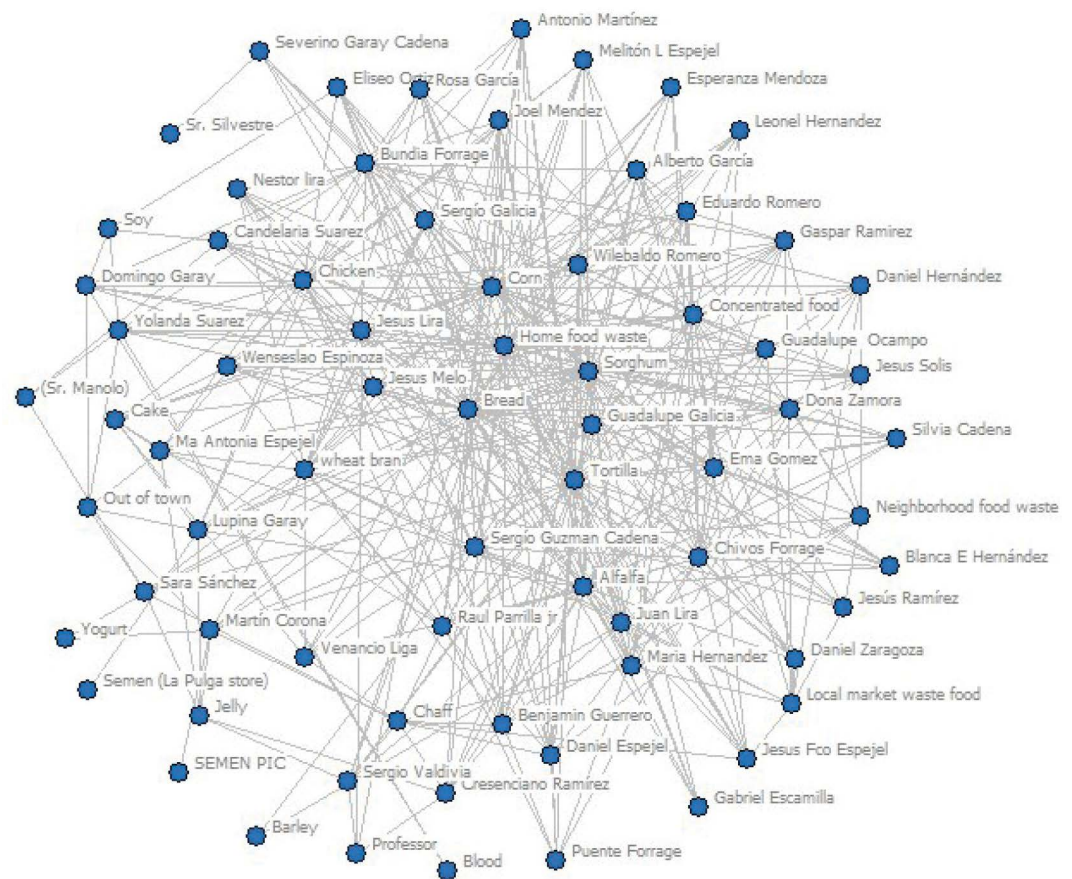 Antonio Martínez
Severino Garay Cadena
Melitón L Espejel
Eliseo Ortiz
Rosa García
Esperanza Mendoza
Joel Mendez
Leonel Hernandez
Sr. Silvestre
Bundia Forrage
Alberto García
Nestor lira
Sergio Galicia
Eduardo Romero
Soy
Candelaria Suarez
Wilebaldo Romero
Gaspar Ramirez
Domingo Garay
Chicken
Corn
Daniel Hernández
Concentrated food
Yolanda Suarez
Jesus Lira
Home food waste
Guadalupe Ocampo
Wenseslao Espinoza
Sorghum
Jesus Solis
(Sr. Manolo)
Jesus Melo
Cake
Bread
Guadalupe Galicia
Dona Zamora
Silvia Cadena
Ma Antonia Espejel
wheat bran
Tortilla
Ema Gomez
Out of town
Lupina Garay
Neighborhood food waste
Sergio Guzman Cadena
Chivos Forrage
Blanca E Hernández
Sara Sánchez
Alfalfa
Jesús Ramírez
Yogurt
Martín Corona
Raul Parrilla jr
Juan Lira
Venancio Liga
Maria Hernandez
Daniel Zaragoza
Semen (La Pulga store)
Local market waste food
Jelly
Chaff
Benjamin Guerrero
SEMEN PIC
Daniel Espejel
Jesus Fco Espejel
Sergio Valdivia
Cresenciano Ramírez
Gabriel Escamilla
Barley
Professor
Blood
Puente Forrage